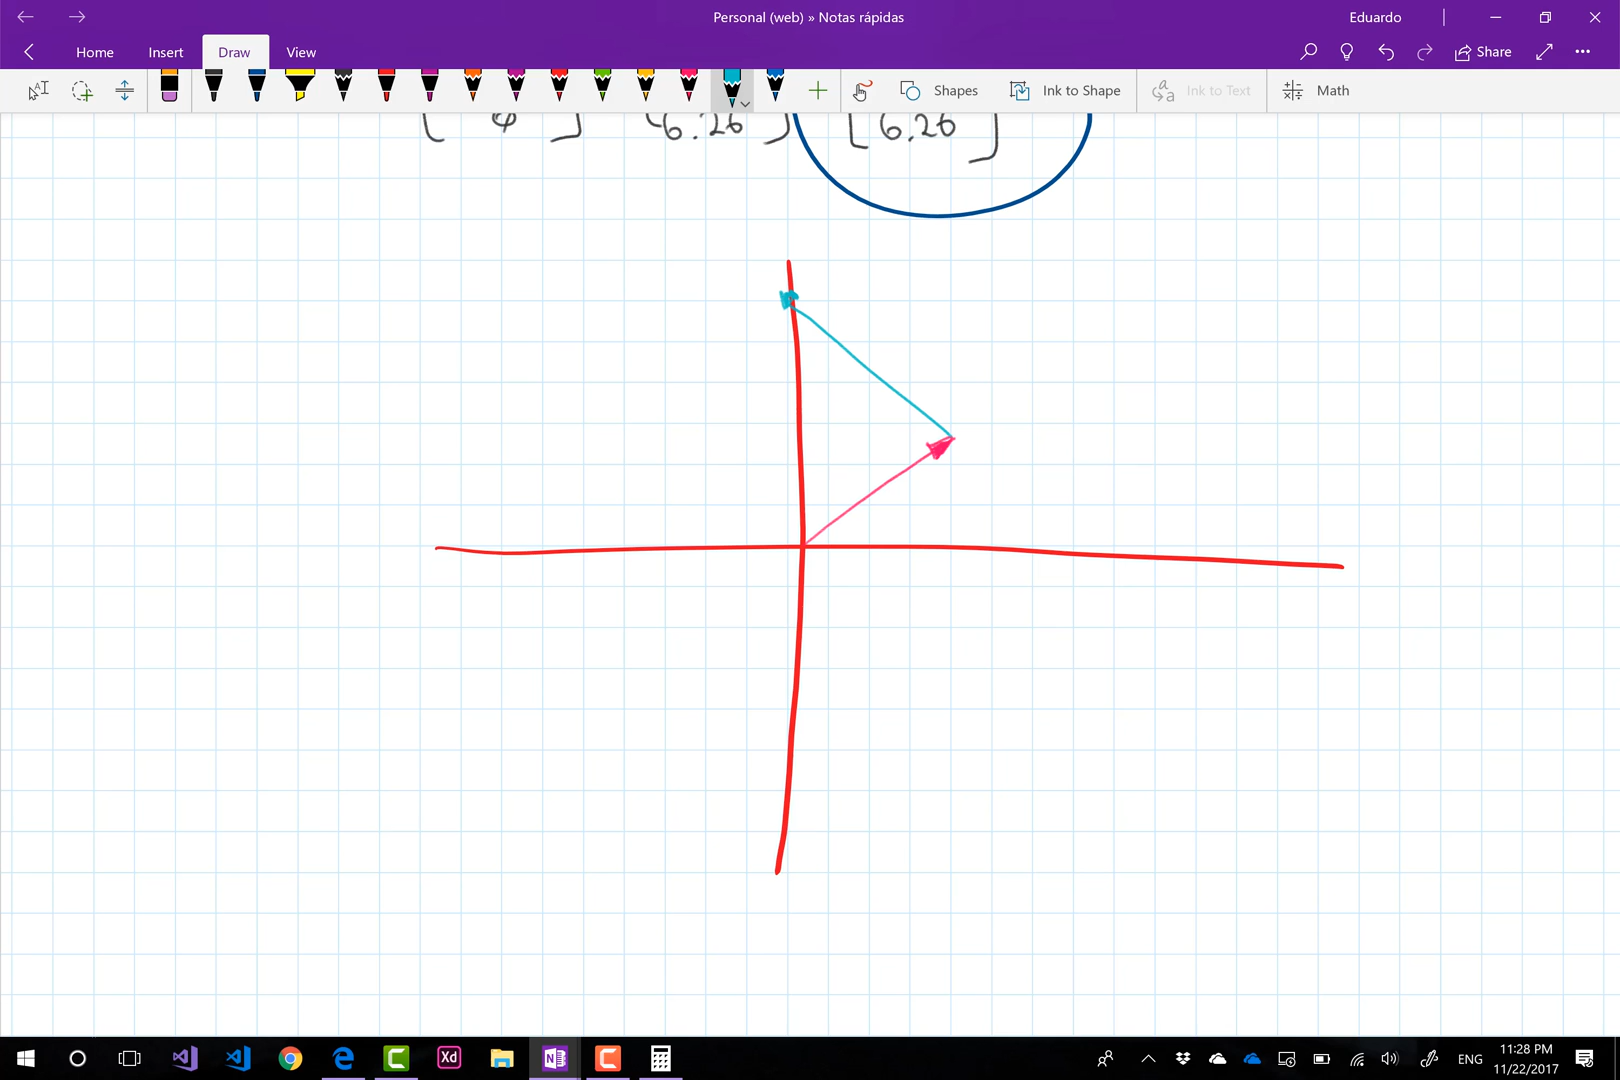 Personal (web) » Notas rápidas
Eduardo
Home Insert Draw View
Share
Shapes Ink to Shape Ink to Text Math
6.26 6.26
Xd
N
ENG
11:28 PM
11/22/2017